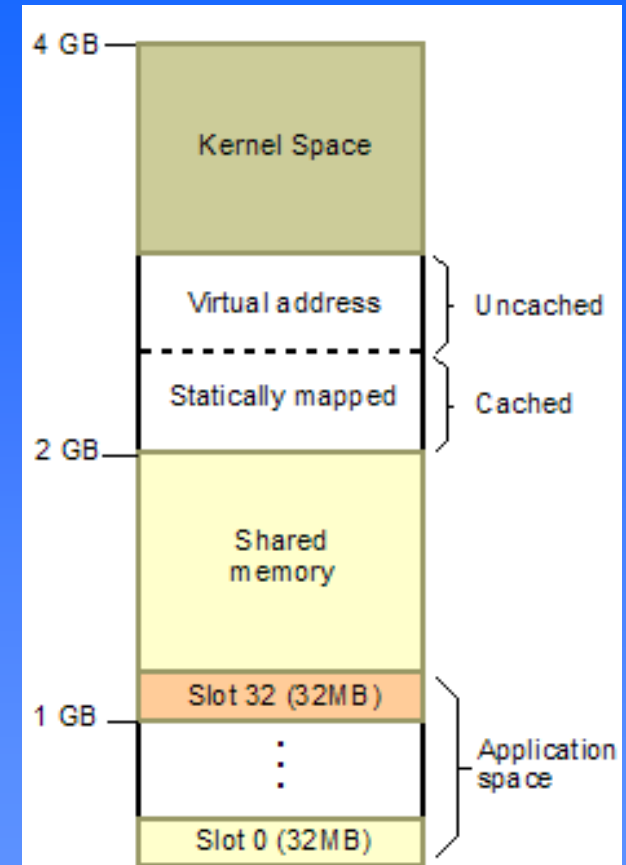 4 GB
Kernel Space
Virtual address
Uncached
Statically mapped
Cached
2 GB
Shared
memory
Slot 32 (32MB)
1 GB
Application
space
Slot 0 (32MB)